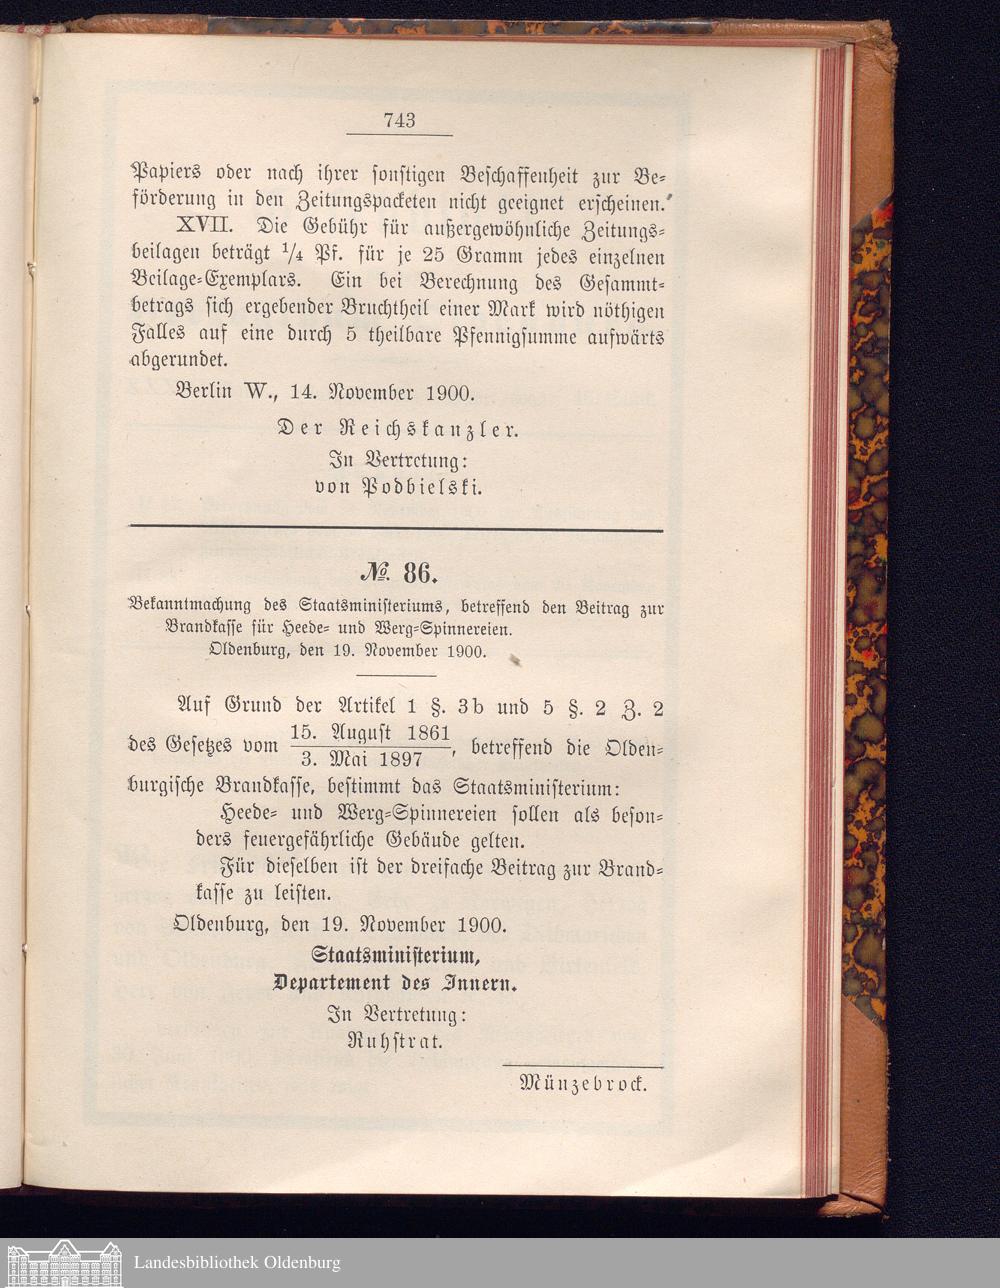 743
Papiers oder nach ihrer sonstigen Beschaffenheit zur Be-
förderung in den Zeitungspacketen nicht geeignet erscheinen.
XVII. Die Gebühr für außergewöhnliche Zeitungs-
beilagen beträgt 1/4 Pf. für je 25 Gramm jedes einzelnen
Beilage-Exemplars. Ein bei Berechnung des Gesammt-
betrags sich ergebender Bruchtheil einer Mark wird nöthigen
Falles auf eine durch 5 theilbare Pfennigsumme aufwärts
abgerundet.
Berlin W., 14. November 1900.
Der Reichskanzler.
In Vertretung:
von Podbielski.
No. 86.
Bekanntmachung des Staatsministeriums, betreffend den Beitrag zur
Brandkasse für Heede- und Werg-Spinnereien.
Oldenburg, den 19. November 1900.
Auf Grund der Artikel 1 §. 3b und 5 §. 2 Z. 2
des Gesetzes vom 15. August 1861 / 3. Mai 1897, betreffend die Olden-
burgische Brandkasse, bestimmt das Staatsministerium:
Heede- und Werg-Spinnereien sollen als beson-
ders feuergefährliche Gebäude gelten.
Für dieselben ist der dreifache Beitrag zur Brand-
kasse zu leisten.
Oldenburg, den 19. November 1900.
Staatsministerium,
Departement des Innern.
In Vertretung:
Ruhstrat.
Münzebrock.
Landesbibliothek Oldenburg